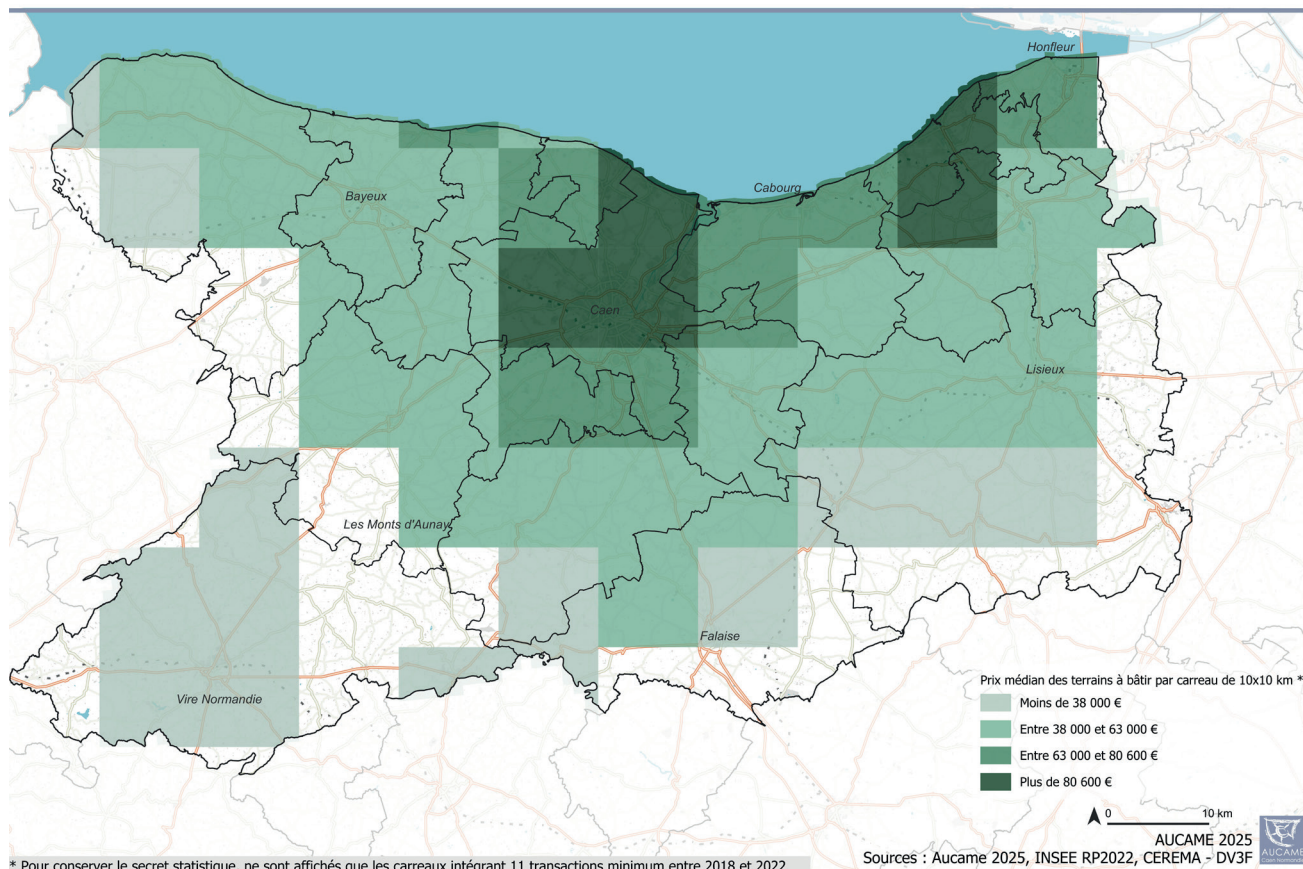 Honfleur
Cabourg
Bayeux
Caen
Lisieux
Les Monts d'Aunay
Falaise
Vire Normandie
Prix médian des terrains à bâtir par carreau de 10x10 km *
Moins de 38 000 €
Entre 38 000 et 63 000 €
Entre 63 000 et 80 600 €
Plus de 80 600 €
0 10 km
AUCAME 2025
Sources : Aucame 2025, INSEE RP2022, CEREMA - DV3F
AUCAME
Caen Normandie
* Pour conserver le secret statistique, ne sont affichés que les carreaux intégrant 11 transactions minimum entre 2018 et 2022